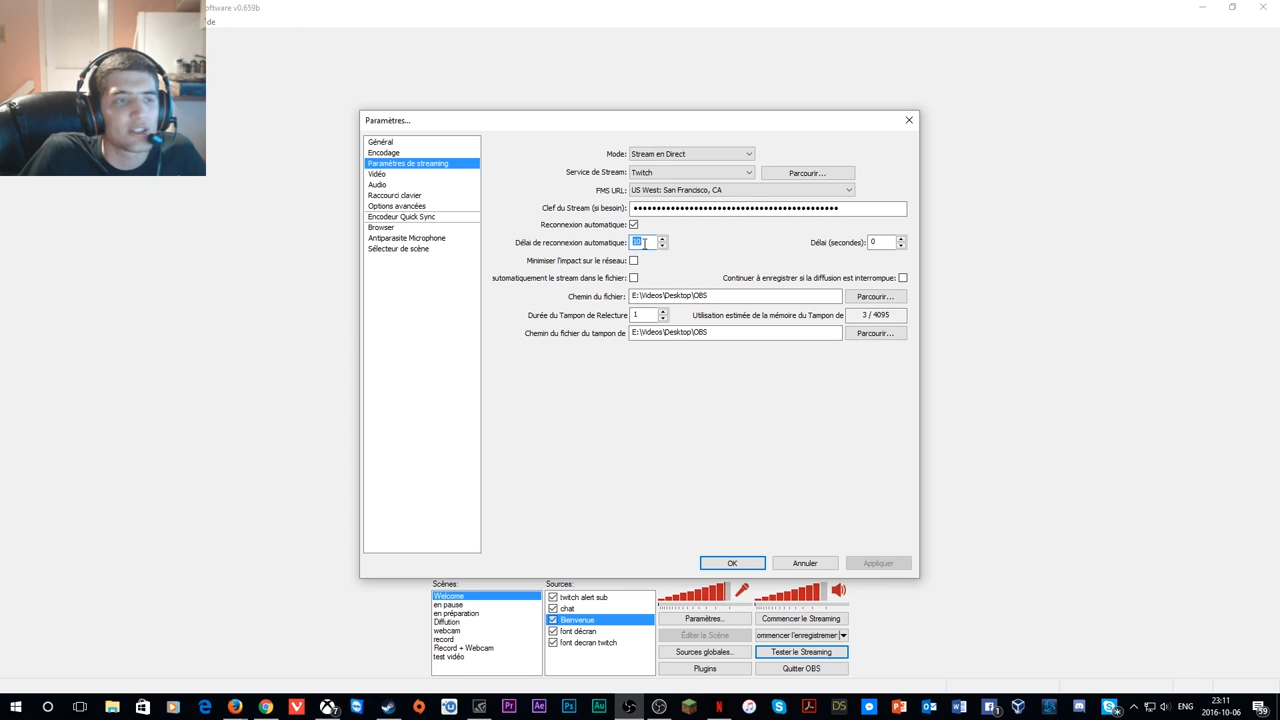 oftware v0.659b
de
Paramètres...
Général
Encodage
Paramètres de streaming
Vidéo
Audio
Raccourci clavier
Options avancées
Encodeur Quick Sync
Browser
Antiparasite Microphone
Sélecteur de scène
Mode: Stream en Direct
Service de Stream: Twitch Parcourir...
FMS URL: US West: San Francisco, CA
Clef du Stream (si besoin): ••••••••••••••••••••••••••••••••••••••••••••
Reconnexion automatique:
Délai de reconnexion automatique: 10 Délai (secondes): 0
Minimiser l'impact sur le réseau:
automatiquement le stream dans le fichier: Continuer à enregistrer si la diffusion est interrompue:
Chemin du fichier: E:\Videos\Desktop\OBS Parcourir...
Durée du Tampon de Relecture 1 Utilisation estimée de la mémoire du Tampon de 3 / 4095
Chemin du fichier du tampon de E:\Videos\Desktop\OBS Parcourir...
OK Annuler Appliquer
Scènes:
Welcome
en pause
en préparation
Diffution
webcam
record
Record + Webcam
test vidéo
Sources:
twitch alert sub
chat
Bienvenue
font décran
font decran twitch
Paramètres... Commencer le Streaming
Éditer la Scène ommencer l'enregistremer
Sources globales... Tester le Streaming
Plugins Quitter OBS
ENG 23:11
2016-10-06